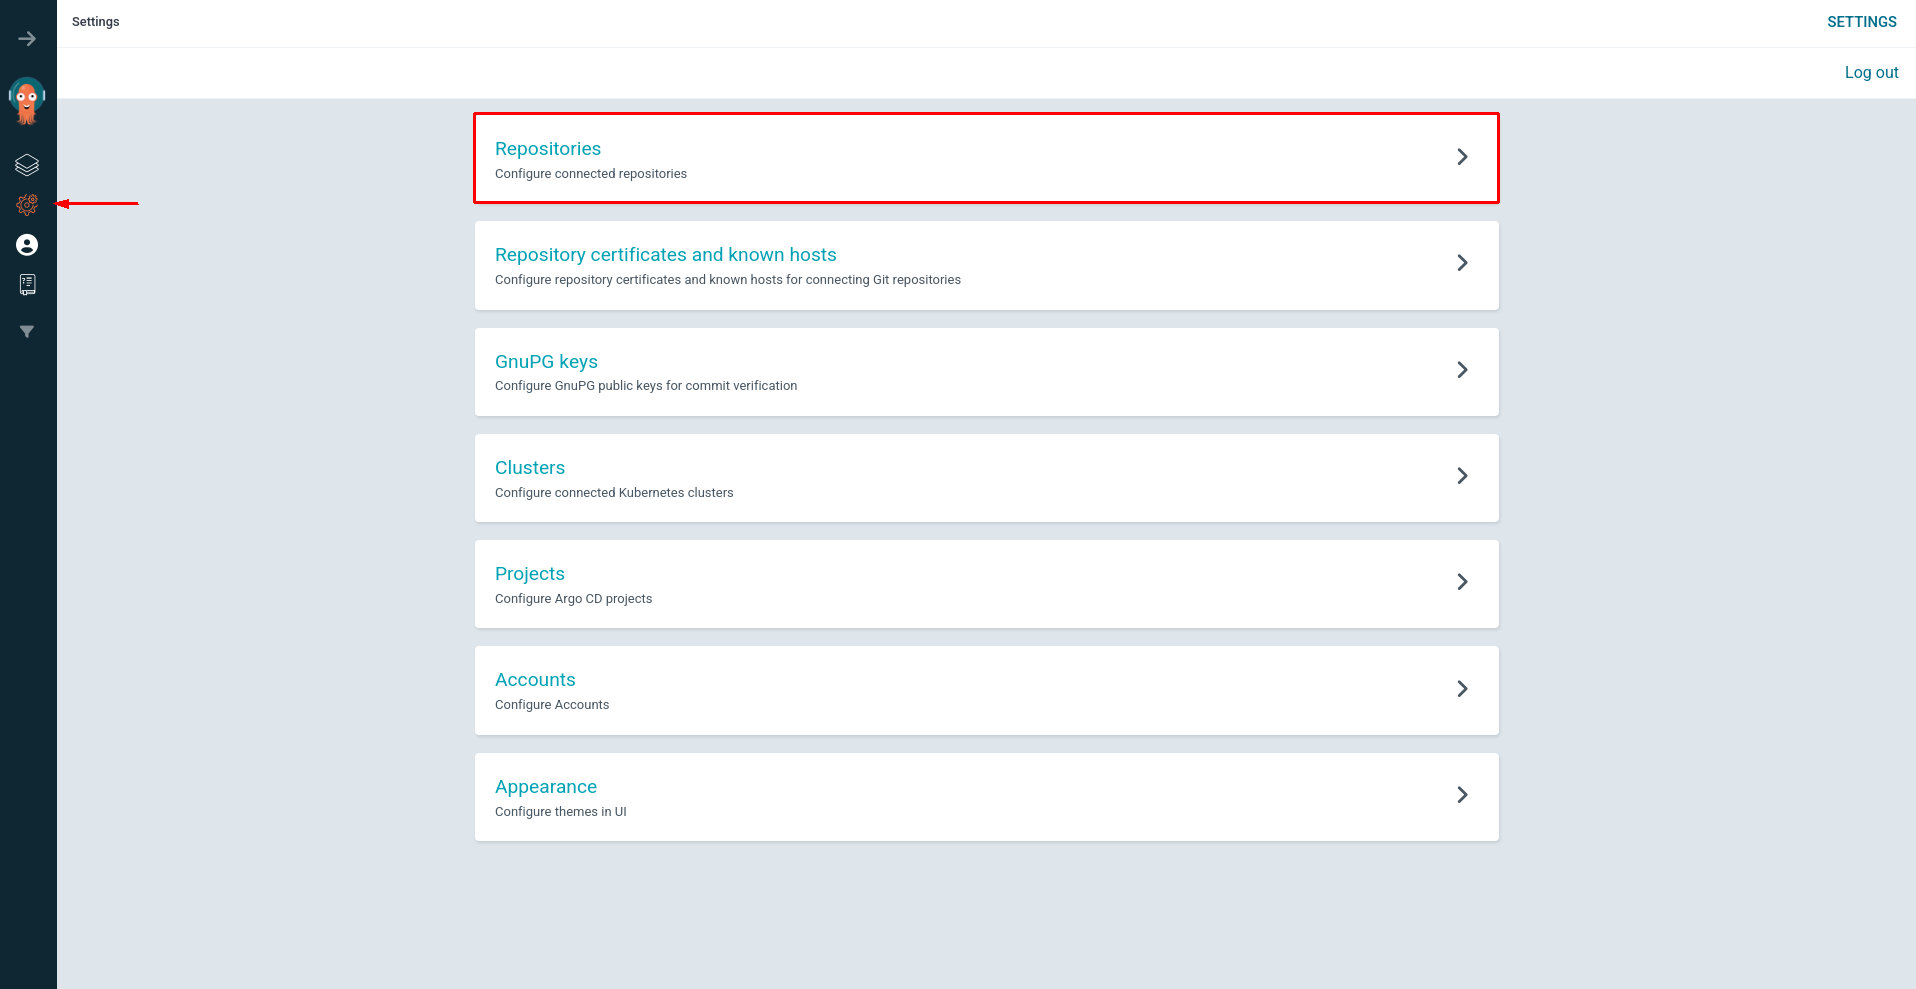 Settings
SETTINGS
Log out
Repositories
Configure connected repositories
Repository certificates and known hosts
Configure repository certificates and known hosts for connecting Git repositories
GnuPG keys
Configure GnuPG public keys for commit verification
Clusters
Configure connected Kubernetes clusters
Projects
Configure Argo CD projects
Accounts
Configure Accounts
Appearance
Configure themes in UI